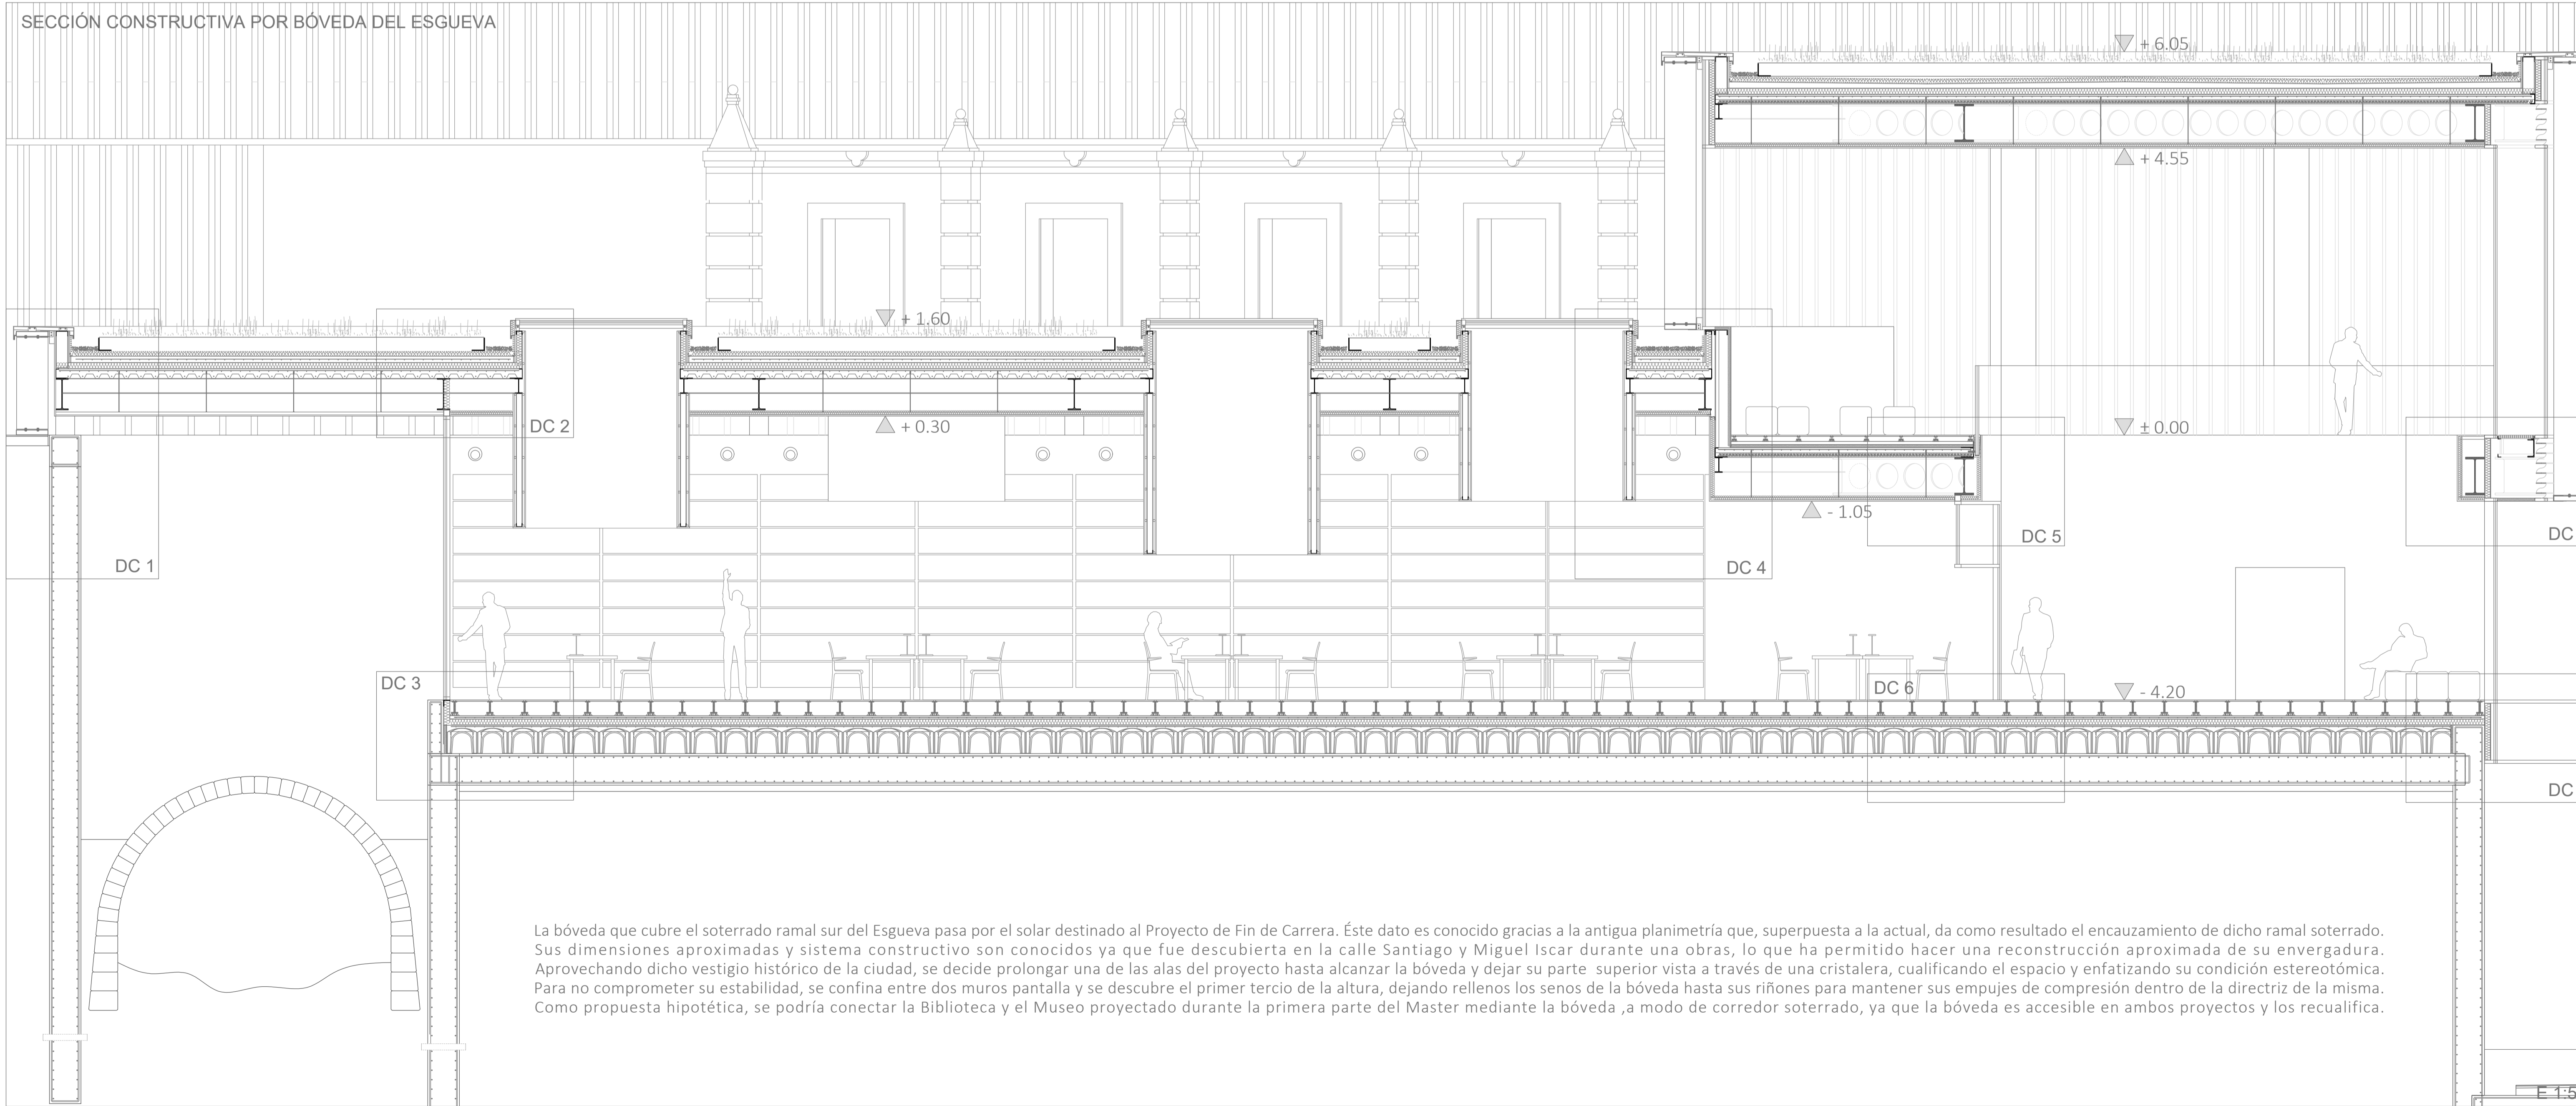 SECCIÓN CONSTRUCTIVA POR BÓVEDA DEL ESGUEVA
+ 6.05
+ 4.55
+ 1.60
+ 0.30
± 0.00
- 1.05
DC 1
DC 2
DC 4
DC 5
DC
DC 3
DC 6
- 4.20
DC
La bóveda que cubre el soterrado ramal sur del Esgueva pasa por el solar destinado al Proyecto de Fin de Carrera. Éste dato es conocido gracias a la antigua planimetría que, superpuesta a la actual, da como resultado el encauzamiento de dicho ramal soterrado.
Sus dimensiones aproximadas y sistema constructivo son conocidos ya que fue descubierta en la calle Santiago y Miguel Iscar durante una obras, lo que ha permitido hacer una reconstrucción aproximada de su envergadura.
Aprovechando dicho vestigio histórico de la ciudad, se decide prolongar una de las alas del proyecto hasta alcanzar la bóveda y dejar su parte superior vista a través de una cristalera, cualificando el espacio y enfatizando su condición estereotómica.
Para no comprometer su estabilidad, se confina entre dos muros pantalla y se descubre el primer tercio de la altura, dejando rellenos los senos de la bóveda hasta sus riñones para mantener sus empujes de compresión dentro de la directriz de la misma.
Como propuesta hipotética, se podría conectar la Biblioteca y el Museo proyectado durante la primera parte del Master mediante la bóveda ,a modo de corredor soterrado, ya que la bóveda es accesible en ambos proyectos y los recualifica.
E 1:5